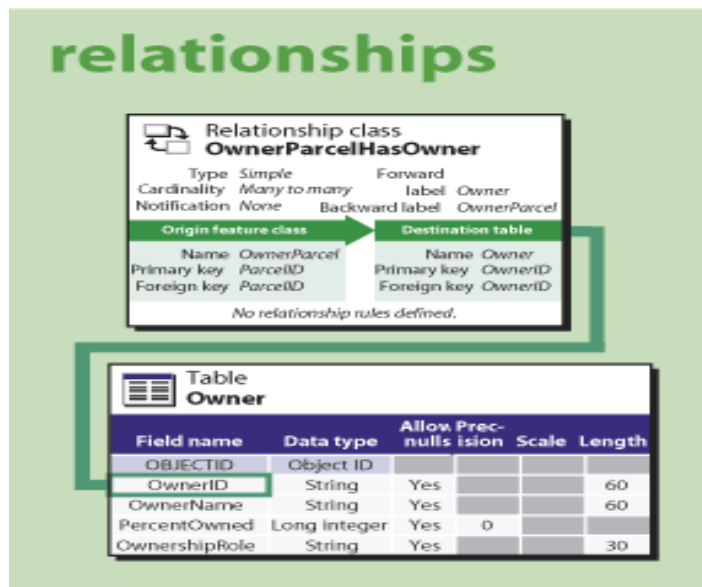 relationships
Relationship class
OwnerParcelHasOwner
Type Simple Forward
Cardinality Many to many label Owner
Notification None Backward label OwnerParcel
Origin feature class Destination table
Name OwnerParcel Name Owner
Primary key ParcelID Primary key OwnerID
Foreign key ParcelID Foreign key OwnerID
No relationship rules defined.
Table
Owner
Allow Prec-
Field name Data type nulls ision Scale Length
OBJECTID Object ID
OwnerID String Yes 60
OwnerName String Yes 60
PercentOwned Long integer Yes 0
OwnershipRole String Yes 30